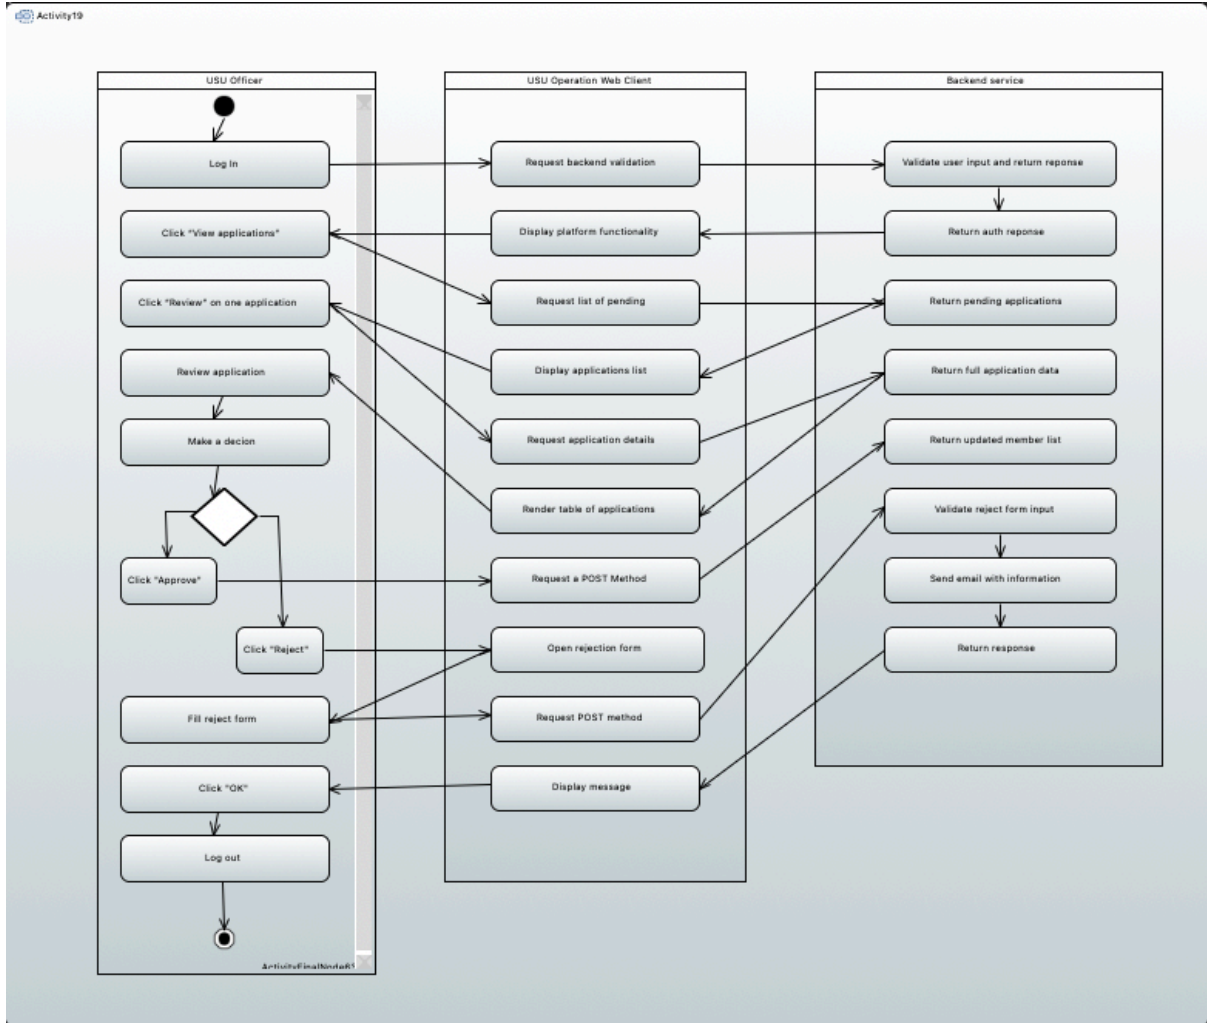 Activity19
USU Officer
USU Operation Web Client
Backend service
Log In
Request backend validation
Validate user input and return reponse
Click "View applications"
Display platform functionality
Return auth reponse
Click "Review" on one application
Request list of pending
Return pending applications
Review application
Display applications list
Return full application data
Make a decion
Request application details
Return updated member list
Render table of applications
Validate reject form input
Click "Approve"
Request a POST Method
Send email with information
Click "Reject"
Open rejection form
Return response
Fill reject form
Request POST method
Click "OK"
Display message
Log out